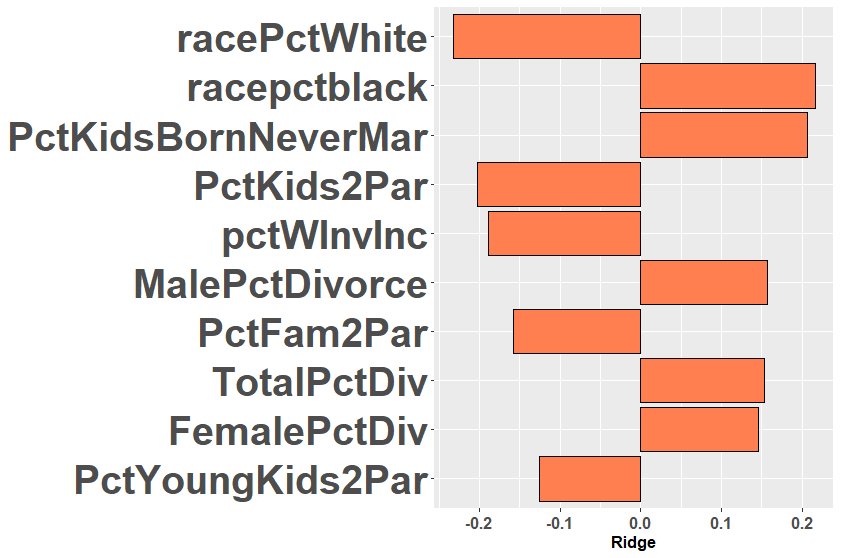 racePctWhite
racepctblack
PctKidsBornNeverMar
PctKids2Par
pctWInvInc
MalePctDivorce
PctFam2Par
TotalPctDiv
FemalePctDiv
PctYoungKids2Par
-0.2 -0.1 0.0 0.1 0.2
Ridge